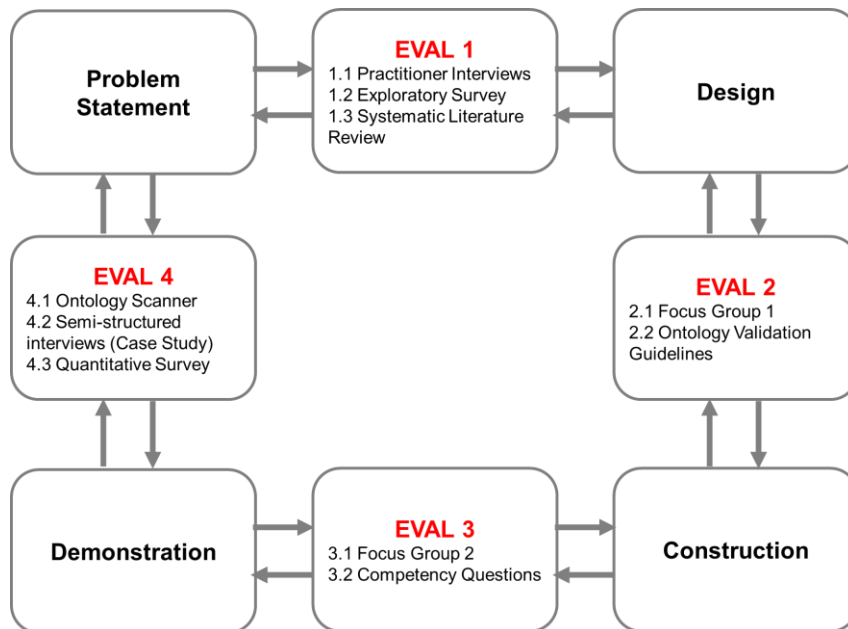 Problem
Statement
EVAL 1
1.1 Practitioner Interviews
1.2 Exploratory Survey
1.3 Systematic Literature
Review
Design
EVAL 4
4.1 Ontology Scanner
4.2 Semi-structured
interviews (Case Study)
4.3 Quantitative Survey
EVAL 2
2.1 Focus Group 1
2.2 Ontology Validation
Guidelines
Demonstration
EVAL 3
3.1 Focus Group 2
3.2 Competency Questions
Construction